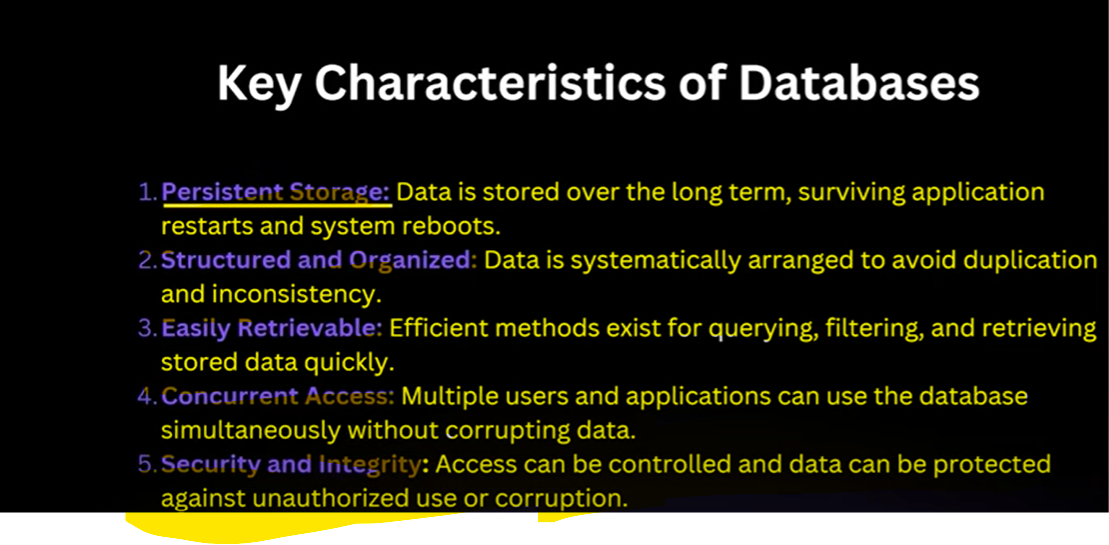 Key Characteristics of Databases
1. Persistent Storage: Data is stored over the long term, surviving application
restarts and system reboots.
2. Structured and Organized: Data is systematically arranged to avoid duplication
and inconsistency.
3. Easily Retrievable: Efficient methods exist for querying, filtering, and retrieving
stored data quickly.
4. Concurrent Access: Multiple users and applications can use the database
simultaneously without corrupting data.
5. Security and Integrity: Access can be controlled and data can be protected
against unauthorized use or corruption.